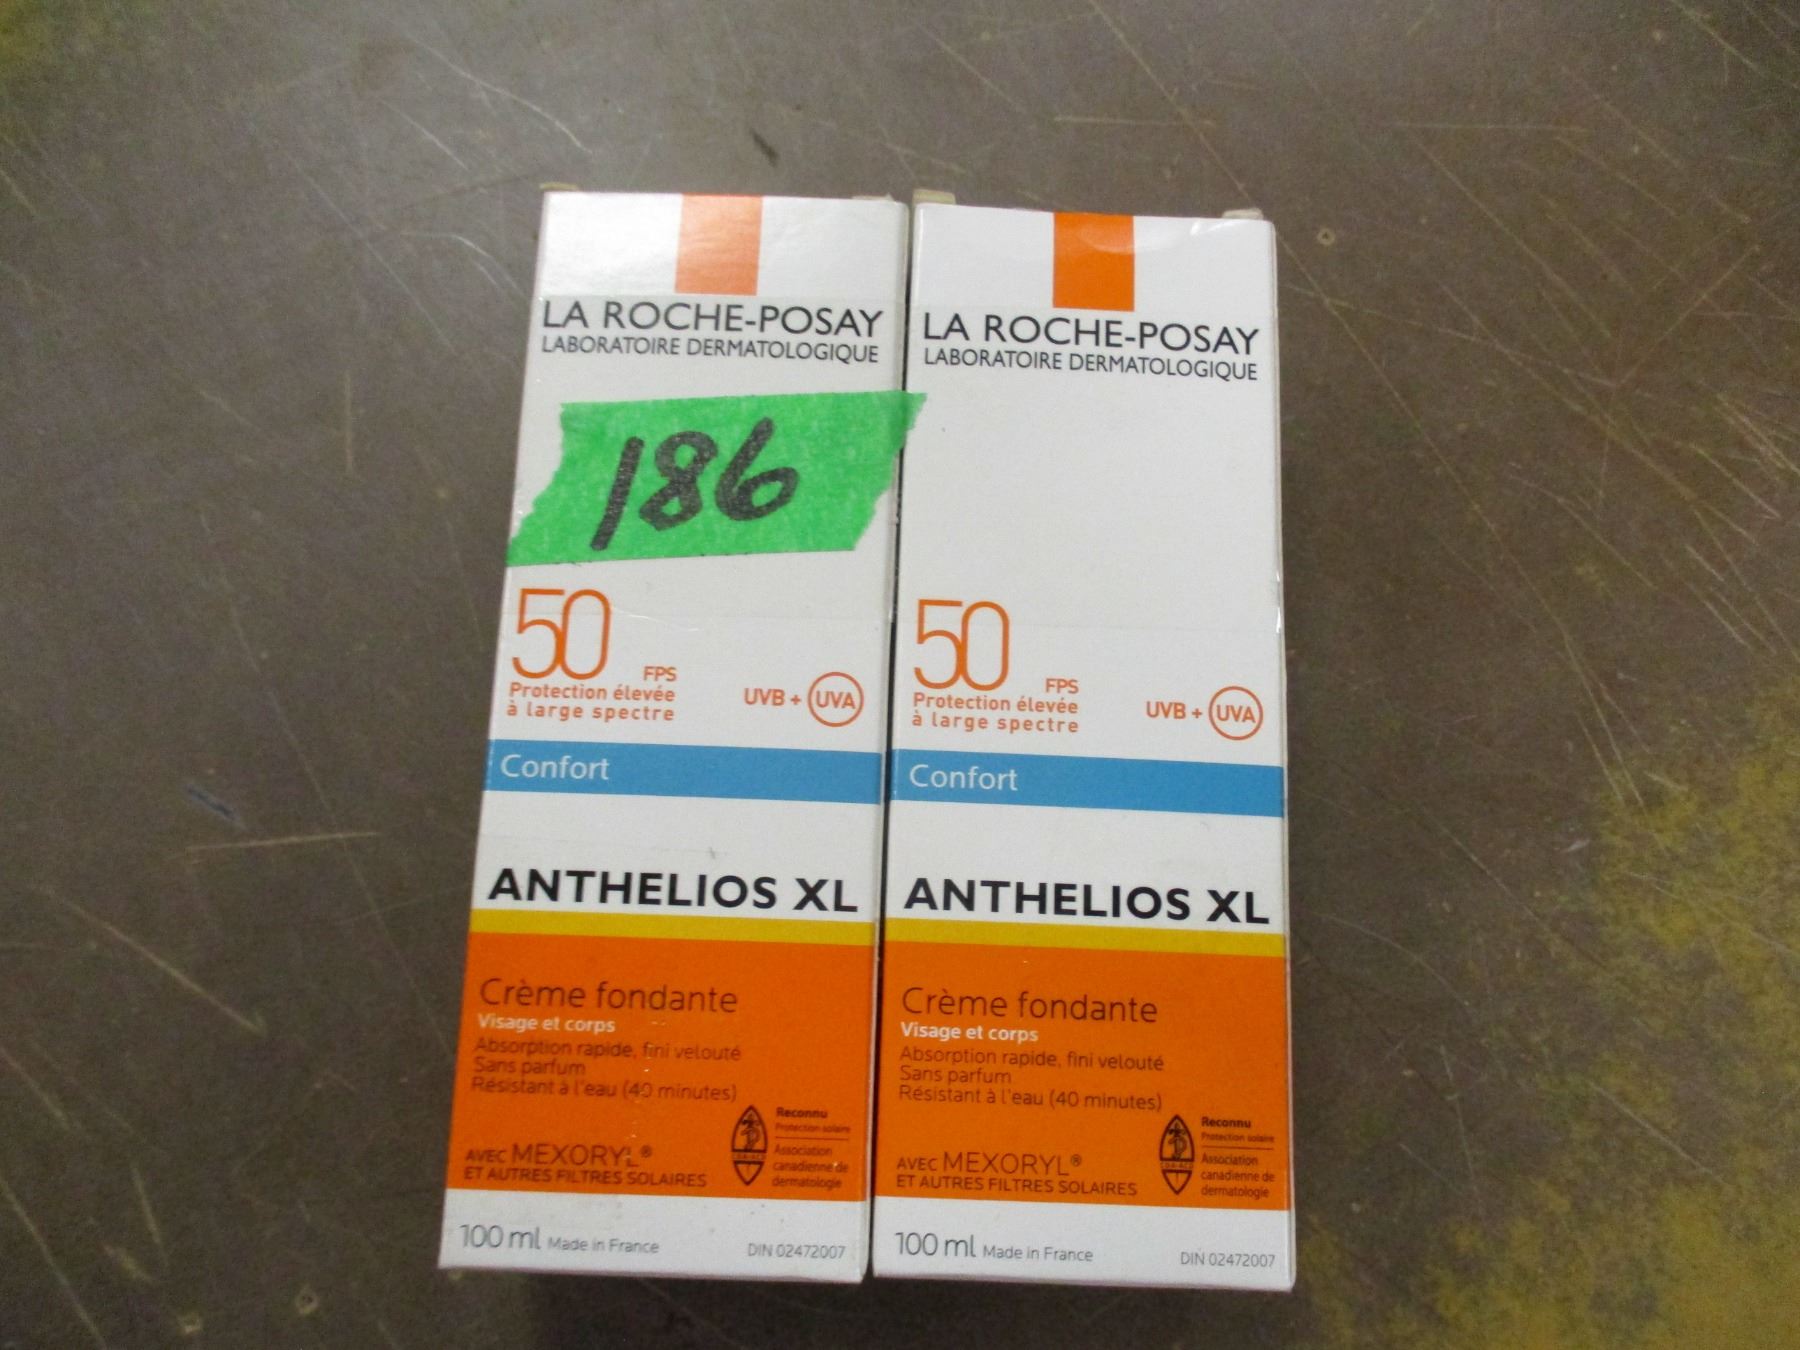 LA ROCHE-POSAY
LABORATOIRE DERMATOLOGIQUE
186
50
FPS
Protection élevée
à large spectre
UVB + UVA
Confort
ANTHELIOS XL
Crème fondante
Visage et corps
Absorption rapide, fini velouté
Sans parfum
Résistant à l'eau (40 minutes)
AVEC MEXORYL®
ET AUTRES FILTRES SOLAIRES
Reconnu
Protection solaire
Association
canadienne de
dermatologie
100 ml Made in France
DIN 02472007
LA ROCHE-POSAY
LABORATOIRE DERMATOLOGIQUE
50
FPS
Protection élevée
à large spectre
UVB + UVA
Confort
ANTHELIOS XL
Crème fondante
Visage et corps
Absorption rapide, fini velouté
Sans parfum
Résistant à l'eau (40 minutes)
AVEC MEXORYL®
ET AUTRES FILTRES SOLAIRES
Reconnu
Protection solaire
Association
canadienne de
dermatologie
100 ml Made in France
DIN 02472007